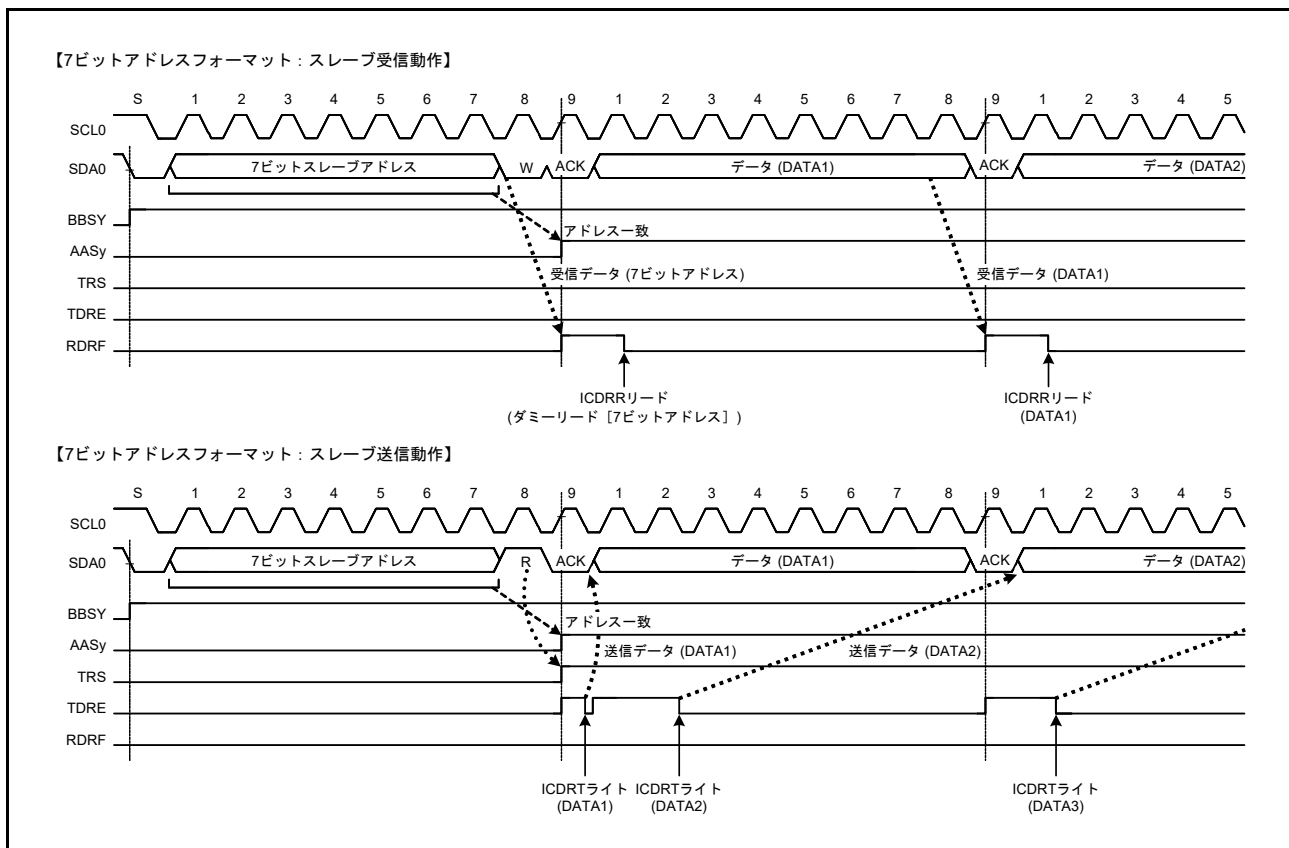 【7ビットアドレスフォーマット：スレーブ受信動作】
S 1 2 3 4 5 6 7 8 9 1 2 3 4 5 6 7 8 9 1 2 3 4 5
SCL0
SDA0 7ビットスレーブアドレス W ACK データ (DATA1) ACK データ (DATA2)
BBSY
アドレス一致
AASy
受信データ (7ビットアドレス) 受信データ (DATA1)
TRS
TDRE
RDRF
ICDRRリード ICDRRリード
(ダミーリード［7ビットアドレス］) (DATA1)
【7ビットアドレスフォーマット：スレーブ送信動作】
S 1 2 3 4 5 6 7 8 9 1 2 3 4 5 6 7 8 9 1 2 3 4 5
SCL0
SDA0 7ビットスレーブアドレス R ACK データ (DATA1) ACK データ (DATA2)
BBSY
アドレス一致
AASy
送信データ (DATA1) 送信データ (DATA2)
TRS
TDRE
RDRF
ICDRTライト ICDRTライト ICDRTライト
(DATA1) (DATA2) (DATA3)